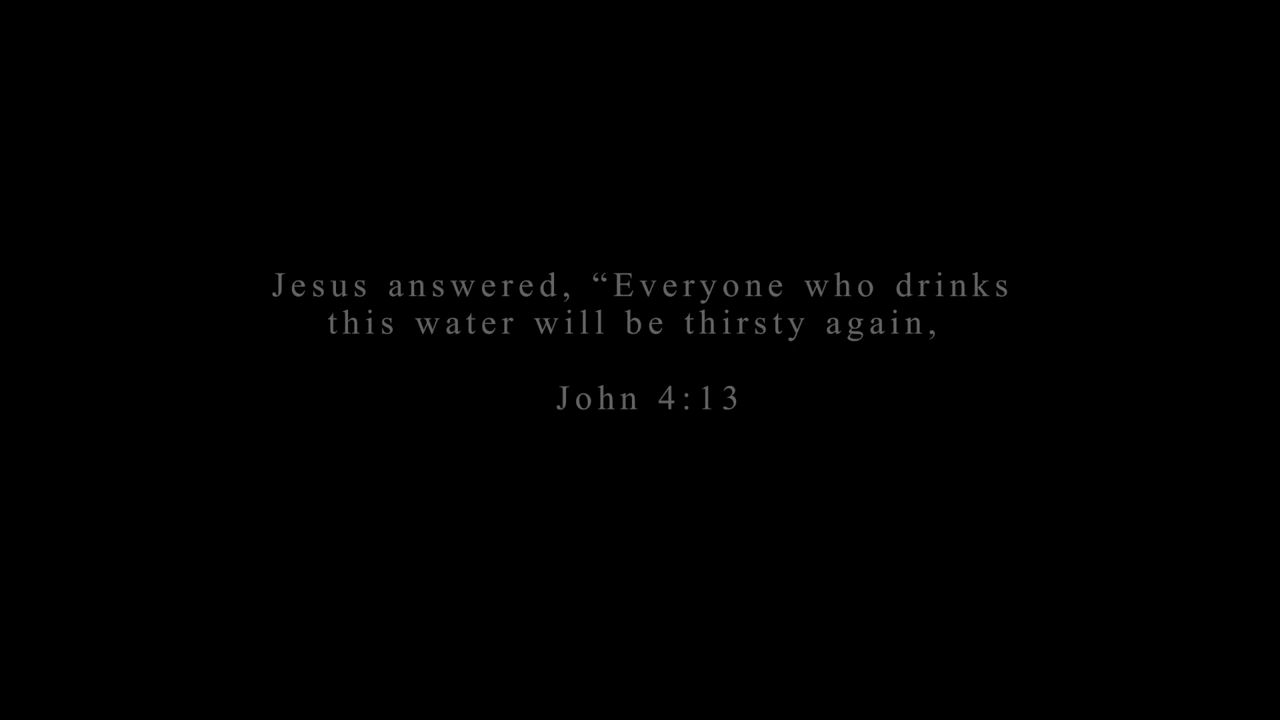 Jesus answered, “Everyone who drinks
this water will be thirsty again,
John 4:13